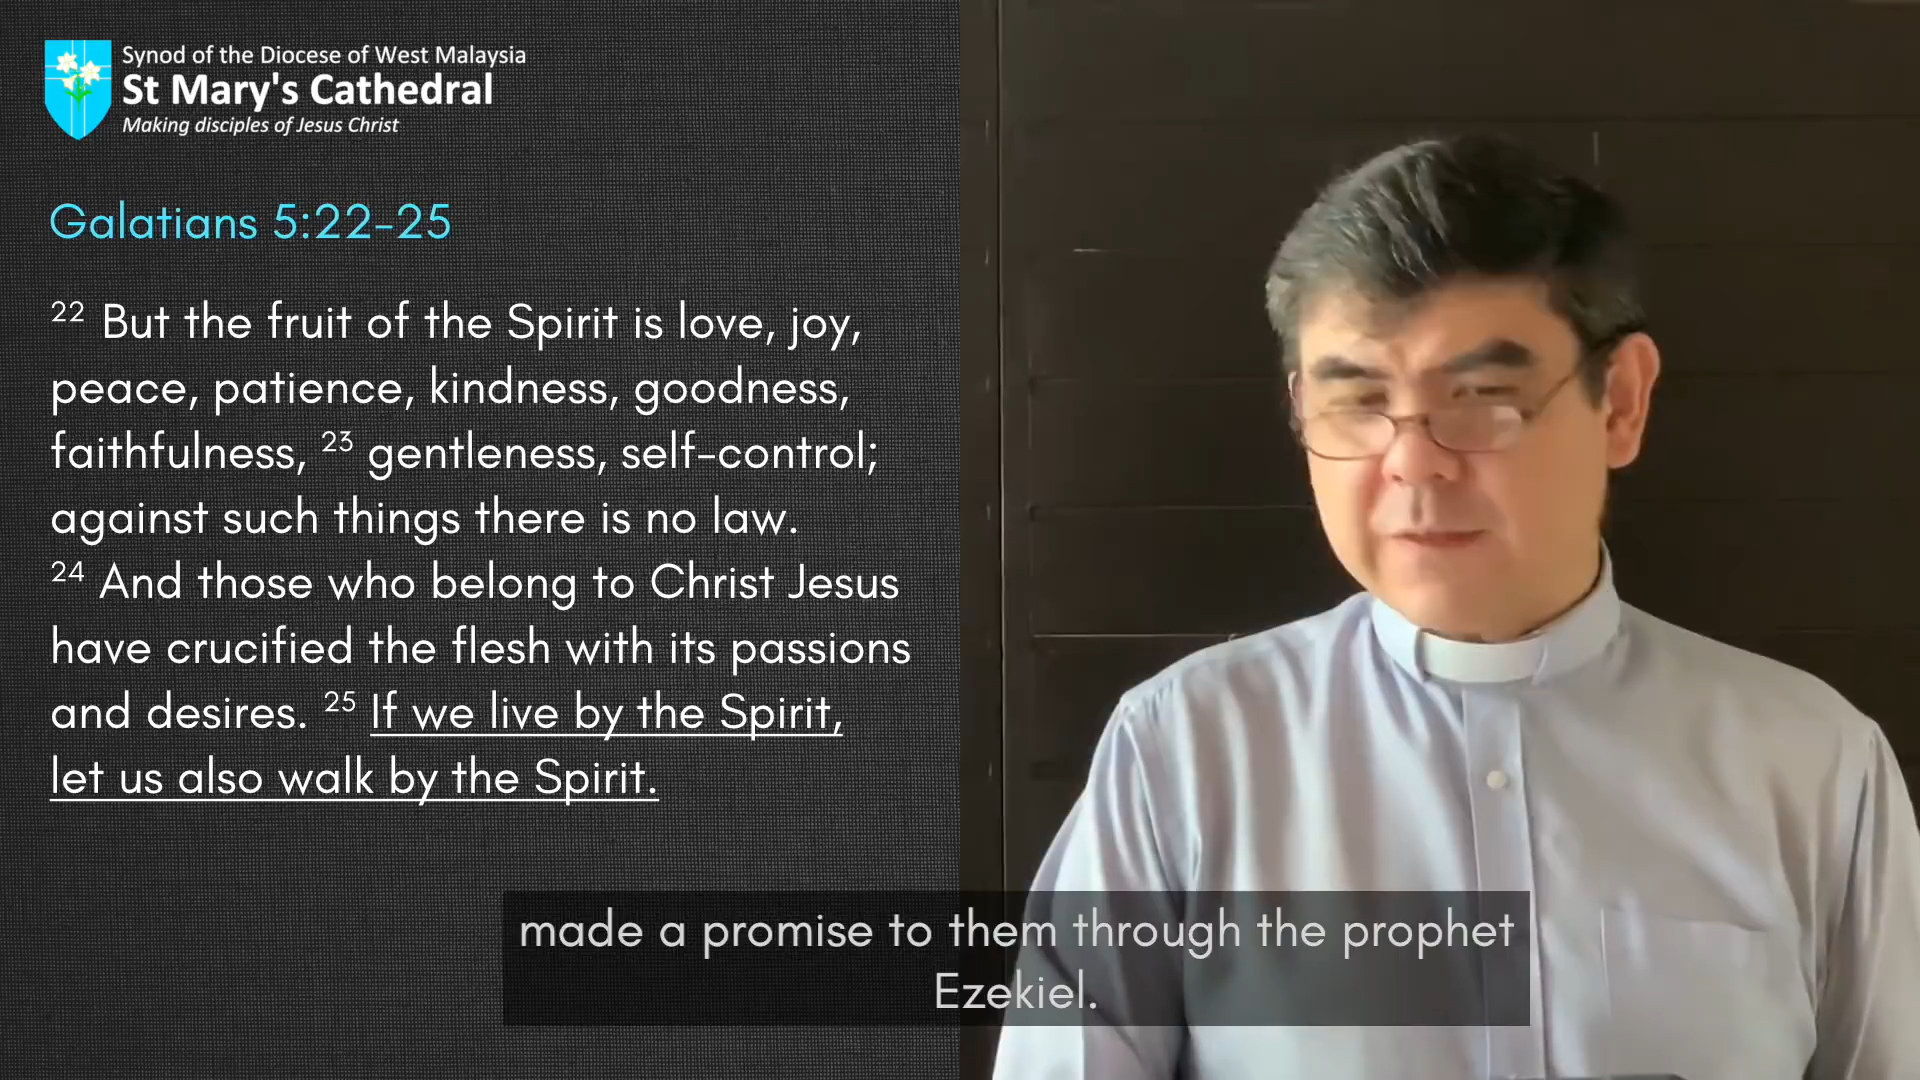 Synod of the Diocese of West Malaysia
St Mary's Cathedral
Making disciples of Jesus Christ
Galatians 5:22-25
22 But the fruit of the Spirit is love, joy,
peace, patience, kindness, goodness,
faithfulness, 23 gentleness, self-control;
against such things there is no law.
24 And those who belong to Christ Jesus
have crucified the flesh with its passions
and desires. 25 If we live by the Spirit,
let us also walk by the Spirit.
made a promise to them through the prophet
Ezekiel.